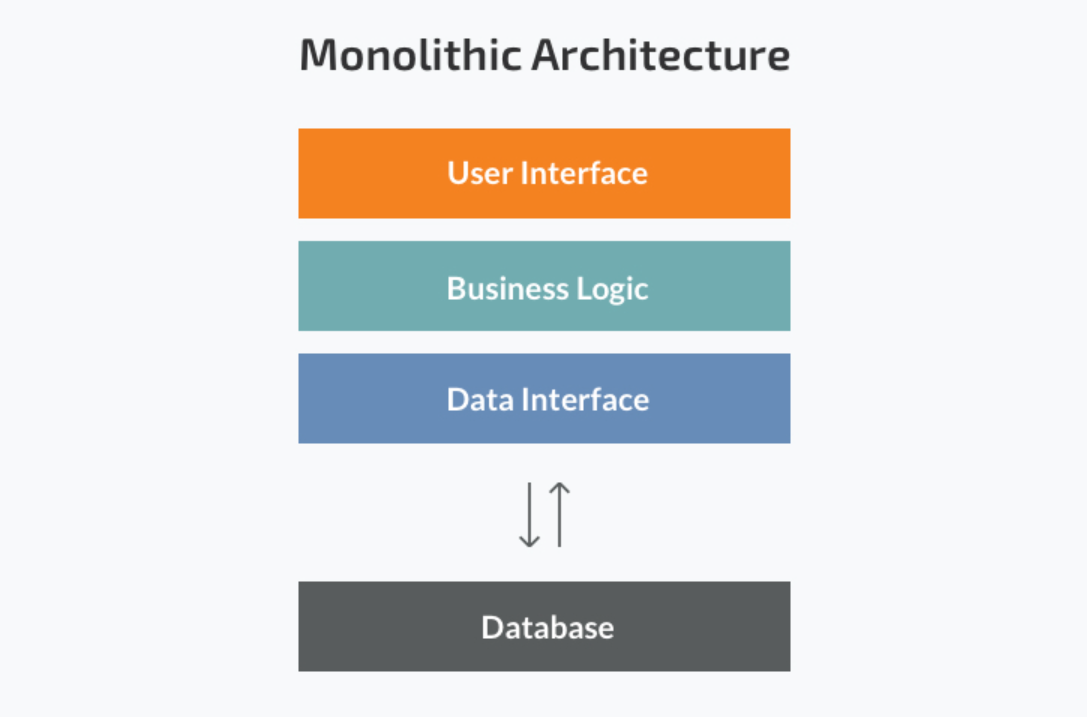 Monolithic Architecture
User Interface
Business Logic
Data Interface
Database